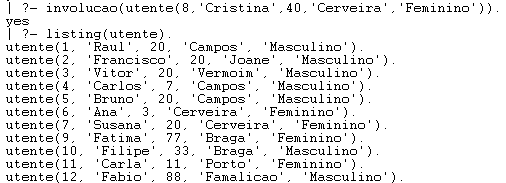 | ?- involucao(utente(8,'Cristina',40,'Cerveira','Feminino')).
yes
| ?- listing(utente).
utente(1, 'Raul', 20, 'Campos', 'Masculino').
utente(2, 'Francisco', 20, 'Joane', 'Masculino').
utente(3, 'Vitor', 20, 'Vermoim', 'Masculino').
utente(4, 'Carlos', 7, 'Campos', 'Masculino').
utente(5, 'Bruno', 20, 'Campos', 'Masculino').
utente(6, 'Ana', 3, 'Cerveira', 'Feminino').
utente(7, 'Susana', 20, 'Cerveira', 'Feminino').
utente(9, 'Fatima', 77, 'Braga', 'Feminino').
utente(10, 'Filipe', 33, 'Braga', 'Masculino').
utente(11, 'Carla', 11, 'Porto', 'Feminino').
utente(12, 'Fabio', 88, 'Famalicao', 'Masculino').